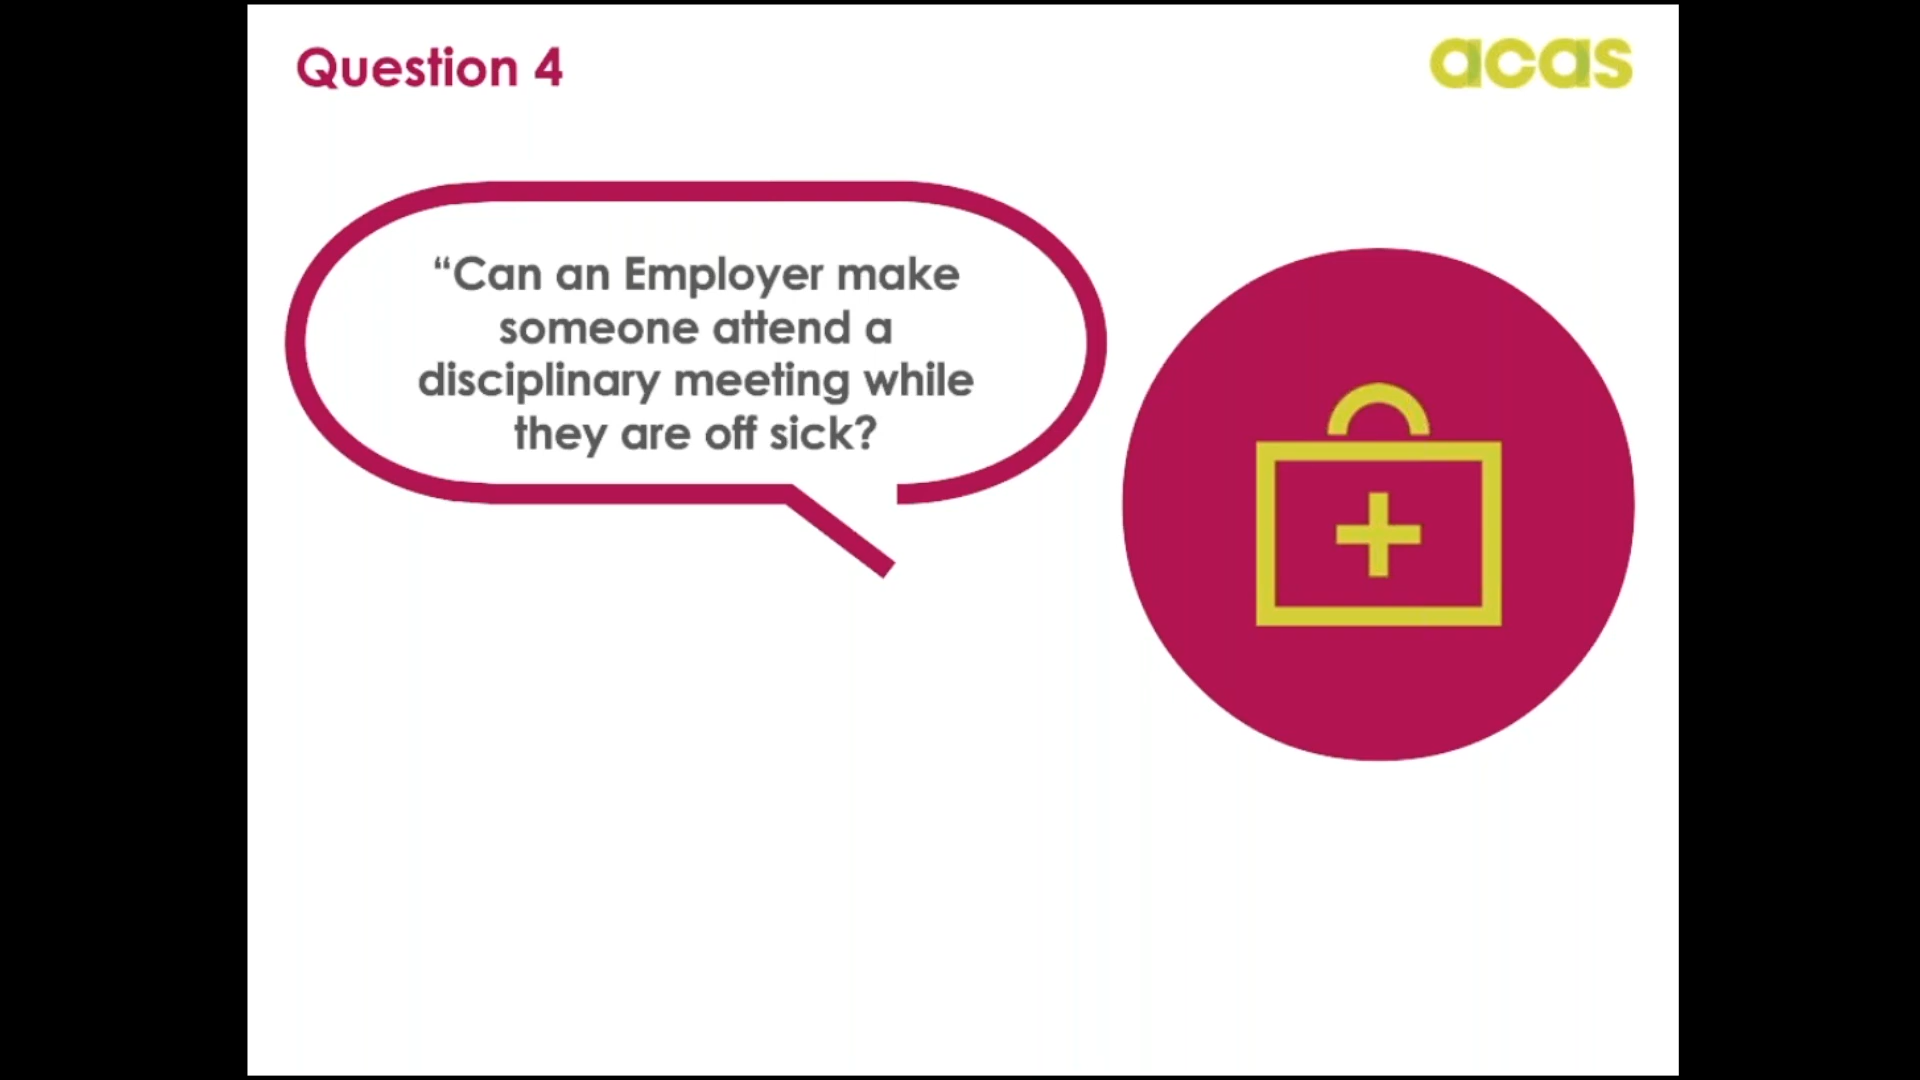 Question 4
acas
“Can an Employer make
someone attend a
disciplinary meeting while
they are off sick?